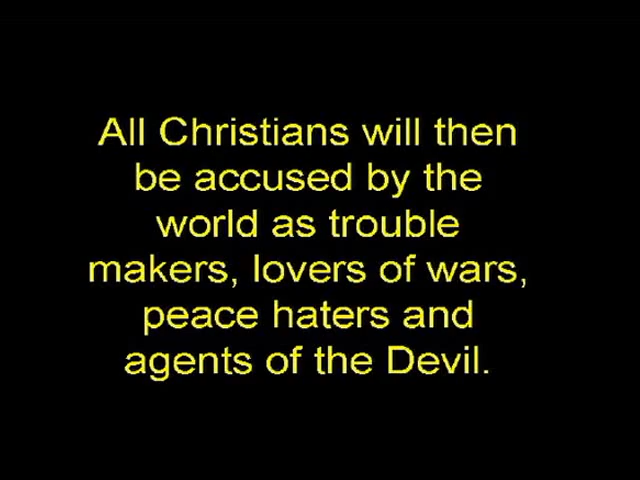 All Christians will then
be accused by the
world as trouble
makers, lovers of wars,
peace haters and
agents of the Devil.